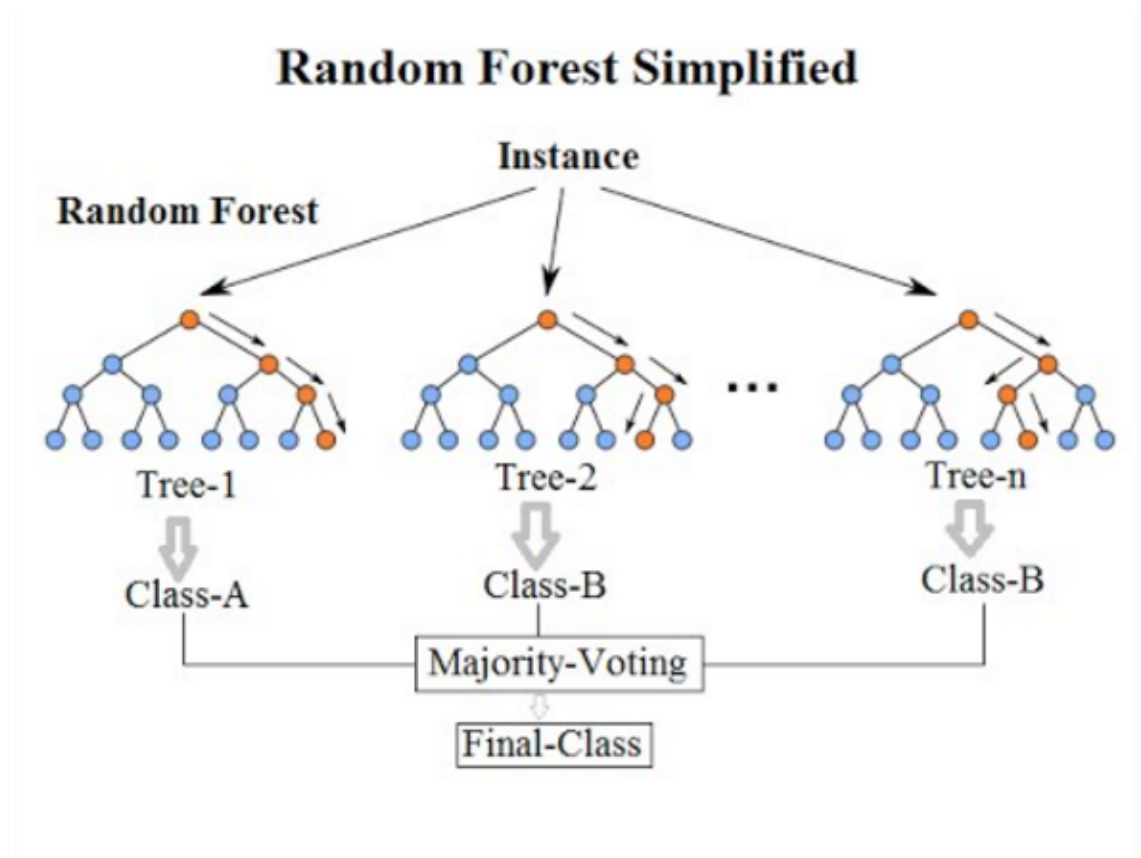 Random Forest Simplified
Instance
Random Forest
...
Tree-1
Tree-2
Tree-n
Class-A
Class-B
Class-B
Majority-Voting
Final-Class